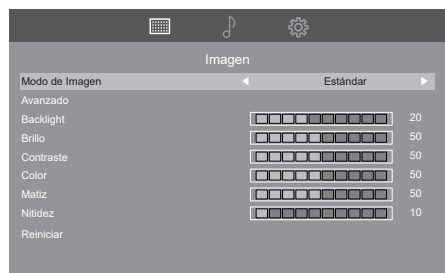 Imagen
Modo de Imagen Estándar
Avanzado
Backlight 20
Brillo 50
Contraste 50
Color 50
Matiz 50
Nitidez 10
Reiniciar